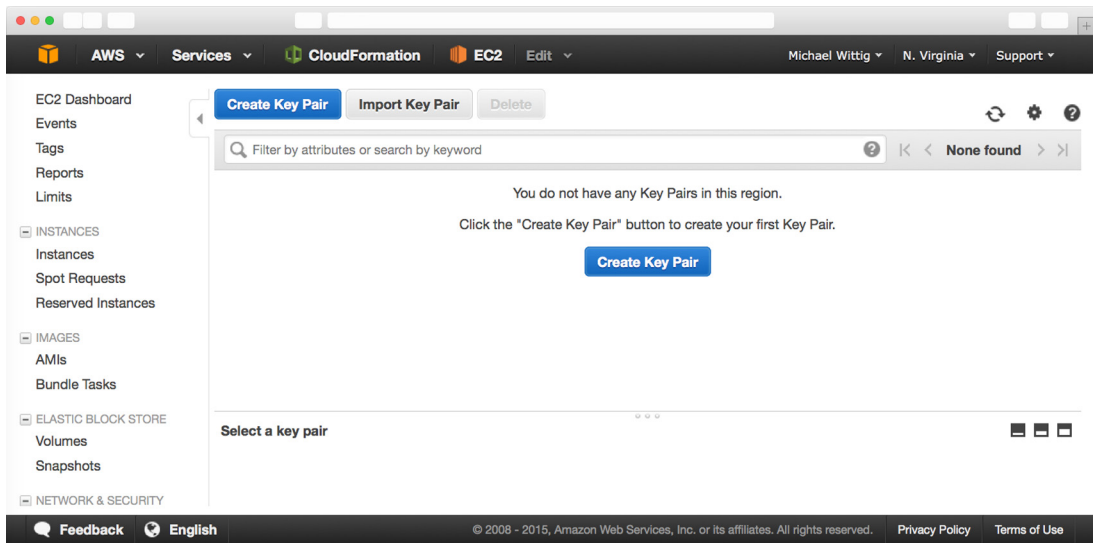 AWS Services CloudFormation EC2 Edit Michael Wittig N. Virginia Support
EC2 Dashboard
Events
Tags
Reports
Limits
INSTANCES
Instances
Spot Requests
Reserved Instances
IMAGES
AMIs
Bundle Tasks
ELASTIC BLOCK STORE
Volumes
Snapshots
NETWORK & SECURITY
Create Key Pair Import Key Pair Delete
Filter by attributes or search by keyword None found
You do not have any Key Pairs in this region.
Click the "Create Key Pair" button to create your first Key Pair.
Create Key Pair
Select a key pair
Feedback English © 2008 - 2015, Amazon Web Services, Inc. or its affiliates. All rights reserved. Privacy Policy Terms of Use